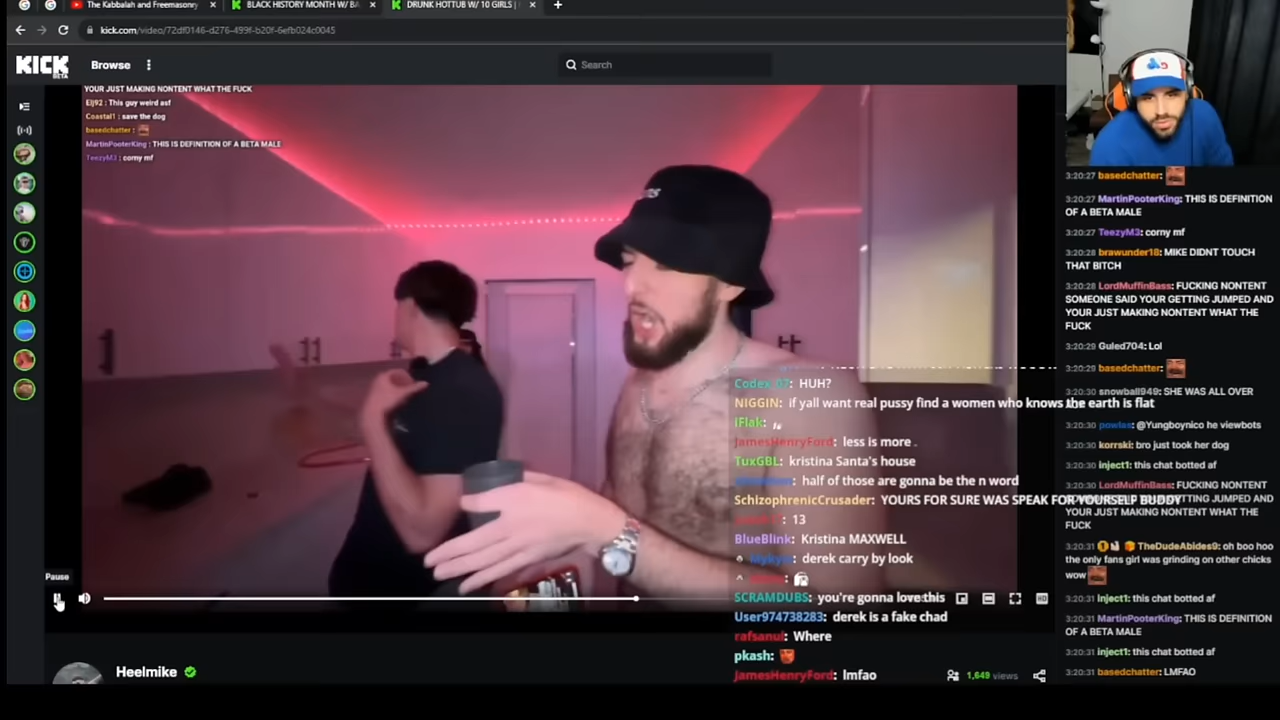 The Kabbalah and Freemasonry
BLACK HISTORY MONTH W/ BA
DRUNK HOTTUB W/ 10 GIRLS |
kick.com/video/72df0146-d276-499f-b20f-6efb024c0045
KICK
BETA
Browse
Search
YOUR JUST MAKING NONTENT WHAT THE FUCK
Elj92 : This guy weird asf
Coastal1 : save the dog
basedchatter :
MartinPooterKing : THIS IS DEFINITION OF A BETA MALE
TeezyM3 : corny mf
Codex_07: HUH?
NIGGIN: if yall want real pussy find a women who knows the earth is flat
iFlak:
JamesHenryFord: less is more .
TuxGBL: kristina Santa's house
half of those are gonna be the n word
SchizophrenicCrusader: YOURS FOR SURE WAS SPEAK FOR YOURSELF BUDDY
: 13
BlueBlink: Kristina MAXWELL
: derek carry by look
SCRAMDUBS: you're gonna love this
User974738283: derek is a fake chad
rafsanul: Where
pkash:
JamesHenryFord: lmfao
Pause
Heelmike
1,649 views
3:20:27 basedchatter:
3:20:27 MartinPooterKing: THIS IS DEFINITION
OF A BETA MALE
3:20:27 TeezyM3: corny mf
3:20:28 brawunder18: MIKE DIDNT TOUCH
THAT BITCH
3:20:28 LordMuffinBass: FUCKING NONTENT
SOMEONE SAID YOUR GETTING JUMPED AND
YOUR JUST MAKING NONTENT WHAT THE
FUCK
3:20:29 Guled704: Lol
3:20:29 basedchatter:
3:20:30 snowball949: SHE WAS ALL OVER
3:20:30 powlas: @Yungboynico he viewbots
3:20:30 korrski: bro just took her dog
3:20:30 inject1: this chat botted af
3:20:30 LordMuffinBass: FUCKING NONTENT
GETTING JUMPED AND
YOUR JUST MAKING NONTENT WHAT THE
FUCK
3:20:31 TheDudeAbides9: oh boo hoo
the only fans girl was grinding on other chicks
wow
3:20:31 inject1: this chat botted af
3:20:31 MartinPooterKing: THIS IS DEFINITION
OF A BETA MALE
3:20:31 inject1: this chat botted af
3:20:31 basedchatter: LMFAO